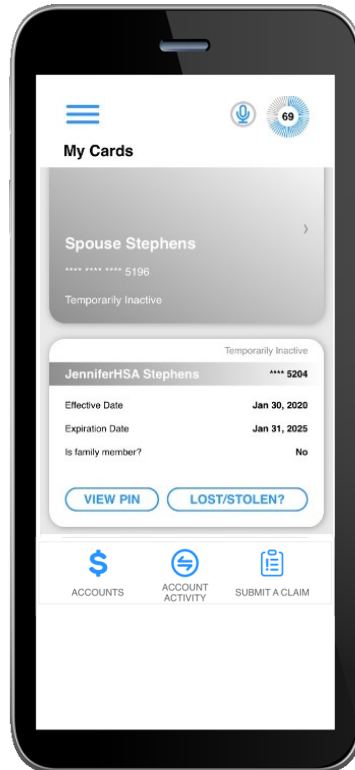 69
My Cards
Spouse Stephens
**** **** **** 5196
Temporarily Inactive
Temporarily Inactive
JenniferHSA Stephens **** 5204
Effective Date Jan 30, 2020
Expiration Date Jan 31, 2025
Is family member? No
VIEW PIN LOST/STOLEN?
ACCOUNTS ACCOUNT ACTIVITY SUBMIT A CLAIM